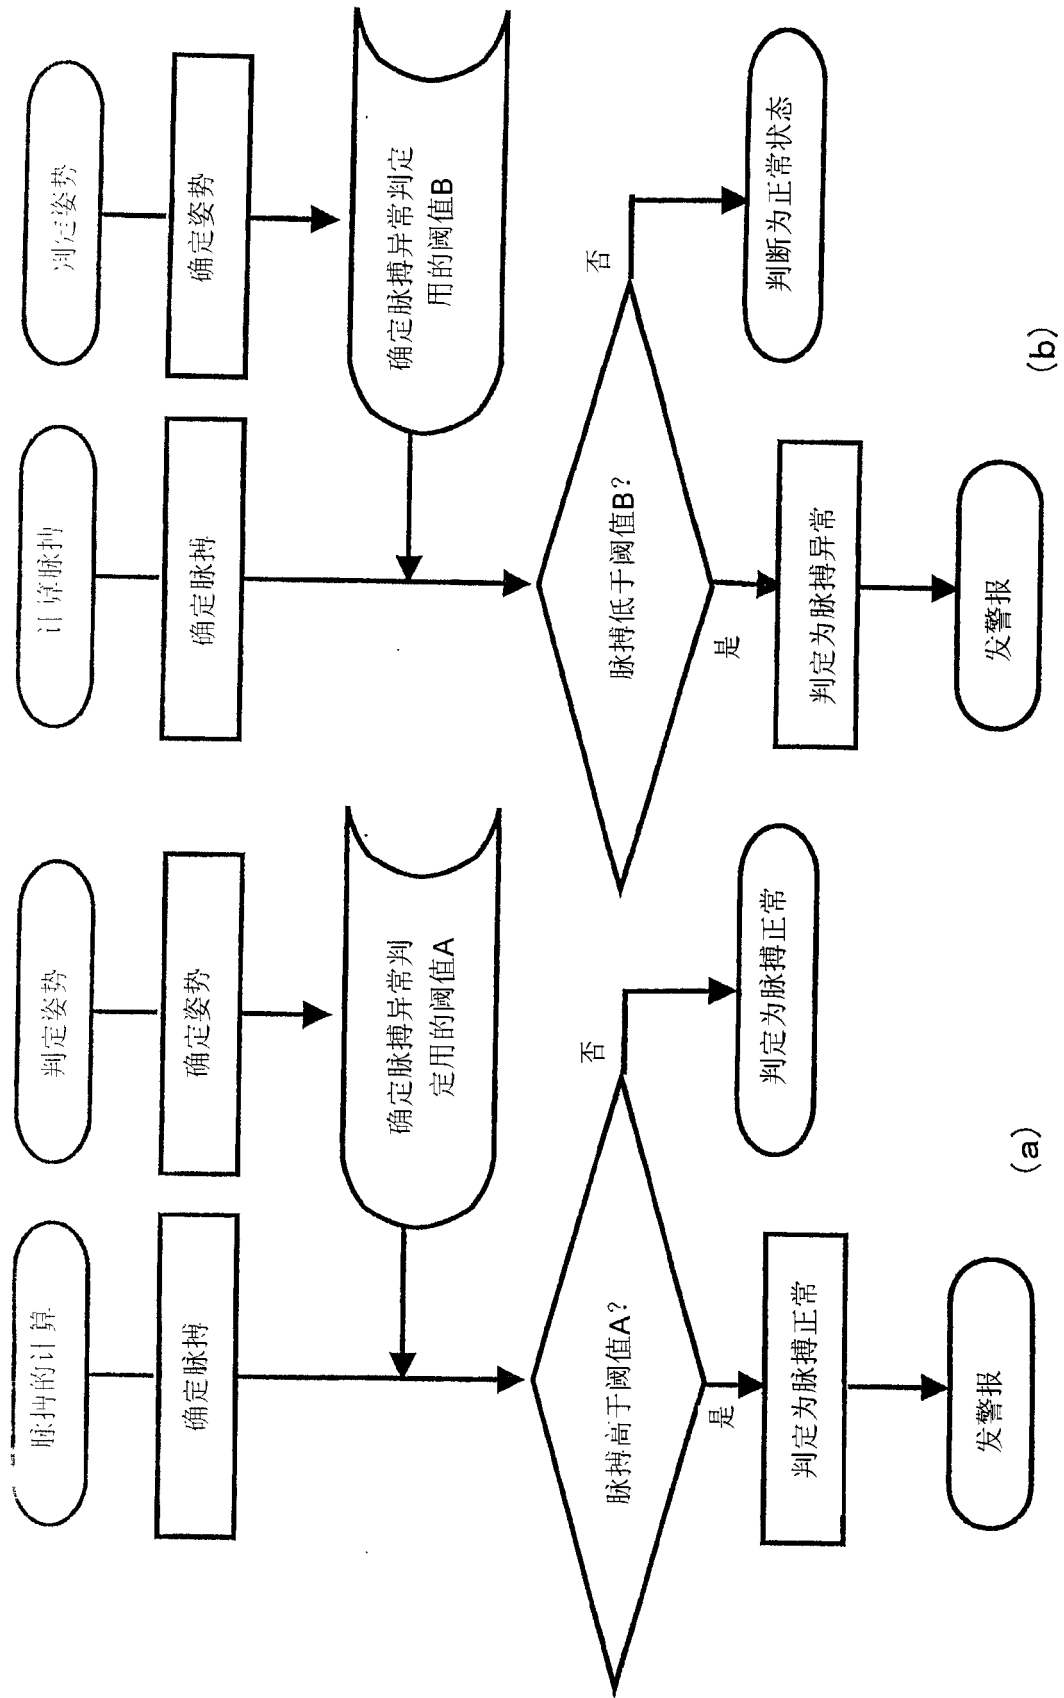 脉搏的计算
判定姿势
确定脉搏
确定姿势
确定脉搏异常判
定用的阈值A
脉搏高于阈值A?
否
是
判定为脉搏正常
判定为脉搏正常
发警报
(a)
计算脉搏
判定姿势
确定脉搏
确定姿势
确定脉搏异常判定
用的阈值B
脉搏低于阈值B?
否
是
判定为脉搏异常
判断为正常状态
发警报
(b)